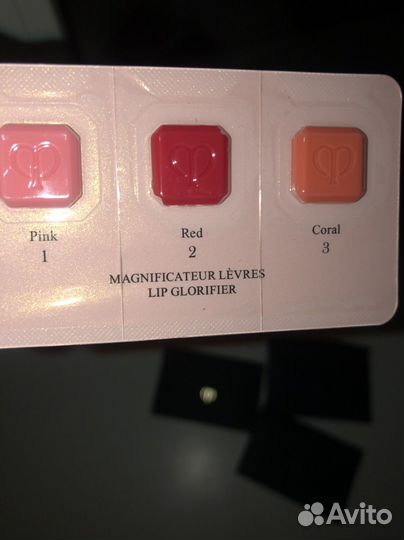 Pink
1
Red
2
Coral
3
MAGNIFICATEUR LÈVRES
LIP GLORIFIER
Avito